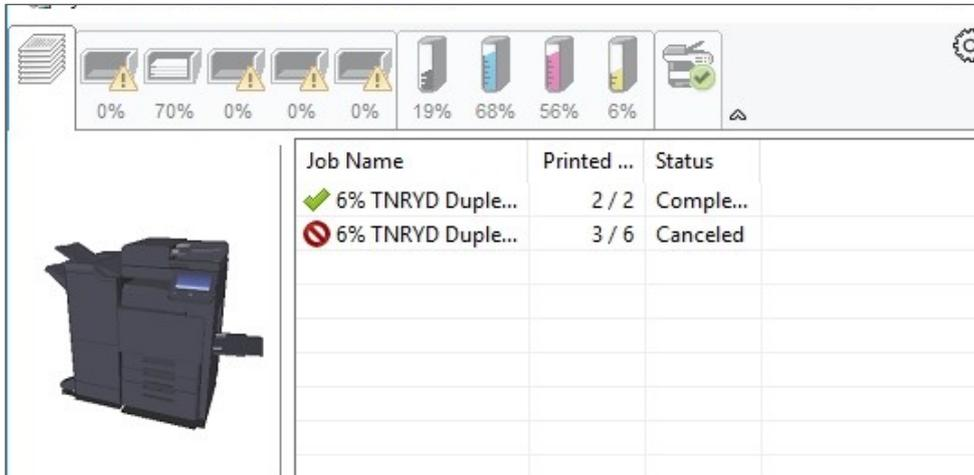 0% 70% 0% 0% 0% 19% 68% 56% 6%
Job Name Printed ... Status
6% TNRYD Duple... 2 / 2 Comple...
6% TNRYD Duple... 3 / 6 Canceled